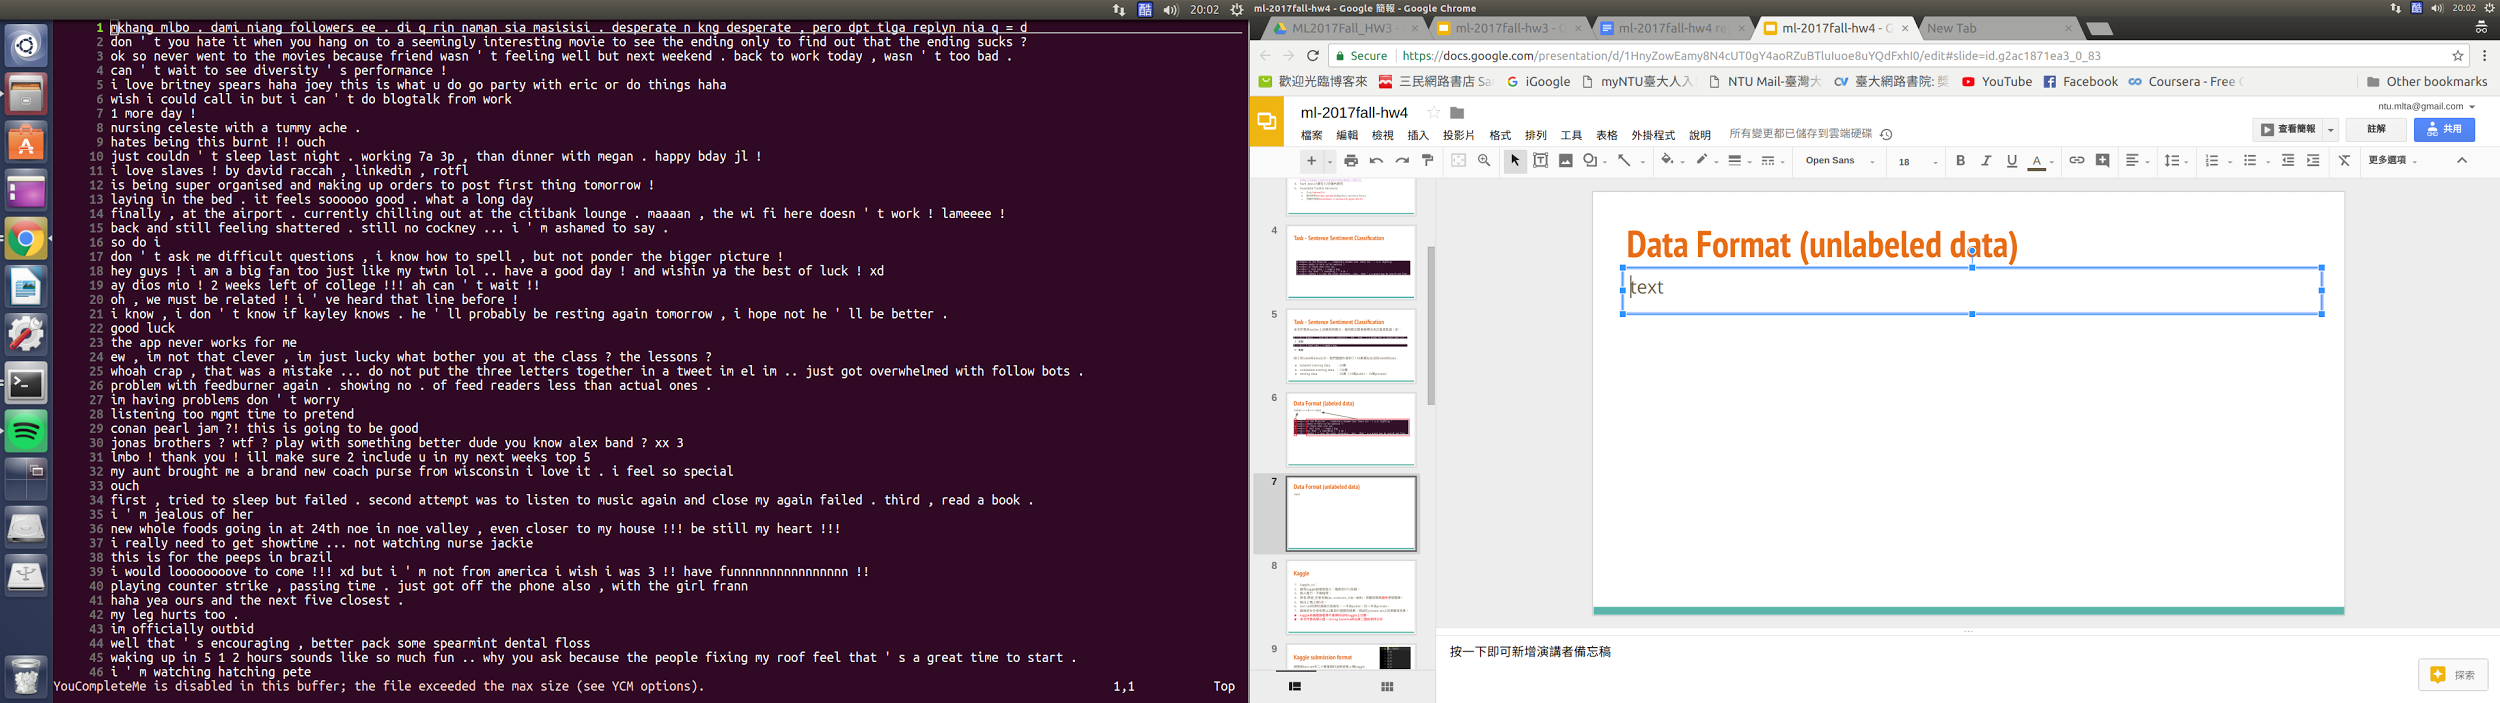 20:02
1 mkhang mlbo . dami niang followers ee . di q rin naman sia masisisi . desperate n kng desperate . pero dpt tlga replyn nia q = d
2 don ' t you hate it when you hang on to a seemingly interesting movie to see the ending only to find out that the ending sucks ?
3 ok so never went to the movies because friend wasn ' t feeling well but next weekend . back to work today , wasn ' t too bad .
4 can ' t wait to see diversity ' s performance !
5 i love britney spears haha joey this is what u do go party with eric or do things haha
6 wish i could call in but i can ' t do blogtalk from work
7 1 more day !
8 nursing celeste with a tummy ache .
9 hates being this burnt !! ouch
10 just couldn ' t sleep last night . working 7a 3p , than dinner with megan . happy bday jl !
11 i love slaves ! by david raccah , linkedin , rotfl
12 is being super organised and making up orders to post first thing tomorrow !
13 laying in the bed . it feels soooooo good . what a long day
14 finally , at the airport . currently chilling out at the citibank lounge . maaaan , the wi fi here doesn ' t work ! lameeee !
15 back and still feeling shattered . still no cockney ... i ' m ashamed to say .
16 so do i
17 don ' t ask me difficult questions , i know how to spell , but not ponder the bigger picture !
18 hey guys ! i am a big fan too just like my twin lol .. have a good day ! and wishin ya the best of luck ! xd
19 ay dios mio ! 2 weeks left of college !!! ah can ' t wait !!
20 oh , we must be related ! i ' ve heard that line before !
21 i know , i don ' t know if kayley knows . he ' ll probably be resting again tomorrow , i hope not he ' ll be better .
22 good luck
23 the app never works for me
24 ew , im not that clever , im just lucky what bother you at the class ? the lessons ?
25 whoah crap , that was a mistake ... do not put the three letters together in a tweet im el im .. just got overwhelmed with follow bots .
26 problem with feedburner again . showing no . of feed readers less than actual ones .
27 im having problems don ' t worry
28 listening too mgmt time to pretend
29 conan pearl jam ?! this is going to be good
30 jonas brothers ? wtf ? play with something better dude you know alex band ? xx 3
31 lmbo ! thank you ! ill make sure 2 include u in my next weeks top 5
32 my aunt brought me a brand new coach purse from wisconsin i love it . i feel so special
33 ouch
34 first , tried to sleep but failed . second attempt was to listen to music again and close my again failed . third , read a book .
35 i ' m jealous of her
36 new whole foods going in at 24th noe in noe valley , even closer to my house !!! be still my heart !!!
37 i really need to get showtime ... not watching nurse jackie
38 this is for the peeps in brazil
39 i would looooooove to come !!! xd but i ' m not from america i wish i was 3 !! have funnnnnnnnnnnnnnn !!
40 playing counter strike , passing time . just got off the phone also , with the girl frann
41 haha yea ours and the next five closest .
42 my leg hurts too .
43 im officially outbid
44 well that ' s encouraging , better pack some spearmint dental floss
45 waking up in 5 1 2 hours sounds like so much fun .. why you ask because the people fixing my roof feel that ' s a great time to start .
46 i ' m watching hatching pete
YouCompleteMe is disabled in this buffer; the file exceeded the max size (see YCM options). 1,1 Top
ml-2017fall-hw4 - Google 簡報 - Google Chrome 20:02
ML2017Fall_HW3 - ml-2017fall-hw3 - G ml-2017fall-hw4 rep ml-2017fall-hw4 - G New Tab
Secure https://docs.google.com/presentation/d/1HnyZowEamy8N4cUT0gY4aoRZuBTluIuoe8uYQdFxhI0/edit#slide=id.g2ac1871ea3_0_83
歡迎光臨博客來 三民網路書店 iGoogle myNTU臺大人入 NTU Mail-臺灣大 臺大網路書院: YouTube Facebook Coursera - Free Other bookmarks
ml-2017fall-hw4
ntu.mlta@gmail.com
檔案 編輯 檢視 插入 投影片 格式 排列 工具 表格 外掛程式 說明 所有變更都已儲存到雲端硬碟
查看簡報 註解 共用
Open Sans 18 B I U A 更多選項
4
Task - Sentence Sentiment Classification
5
Task - Sentence Sentiment Classification
6
Data Format (labeled data)
7
Data Format (unlabeled data)
text
8
Kaggle
9
Kaggle submission format
Data Format (unlabeled data)
text
按一下即可新增演講者備忘稿
探索